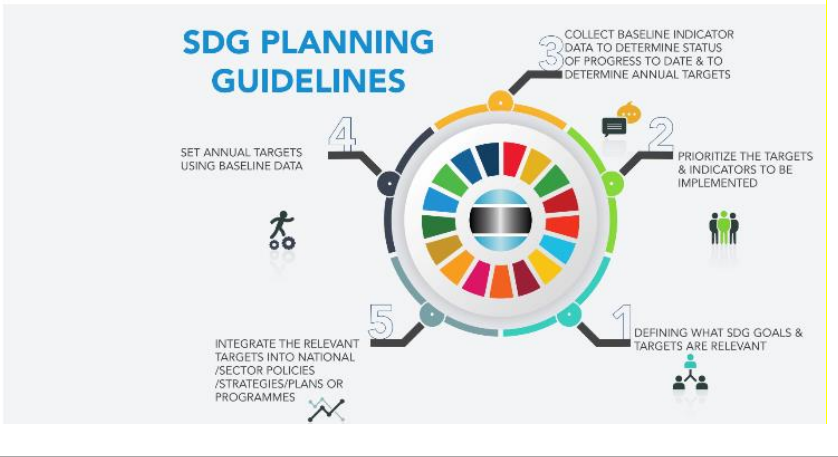 SDG PLANNING
GUIDELINES
3
COLLECT BASELINE INDICATOR
DATA TO DETERMINE STATUS
OF PROGRESS TO DATE & TO
DETERMINE ANNUAL TARGETS
4
SET ANNUAL TARGETS
USING BASELINE DATA
2
PRIORITIZE THE TARGETS
& INDICATORS TO BE
IMPLEMENTED
5
INTEGRATE THE RELEVANT
TARGETS INTO NATIONAL
/SECTOR POLICIES
/STRATEGIES/PLANS OR
PROGRAMMES
1
DEFINING WHAT SDG GOALS &
TARGETS ARE RELEVANT